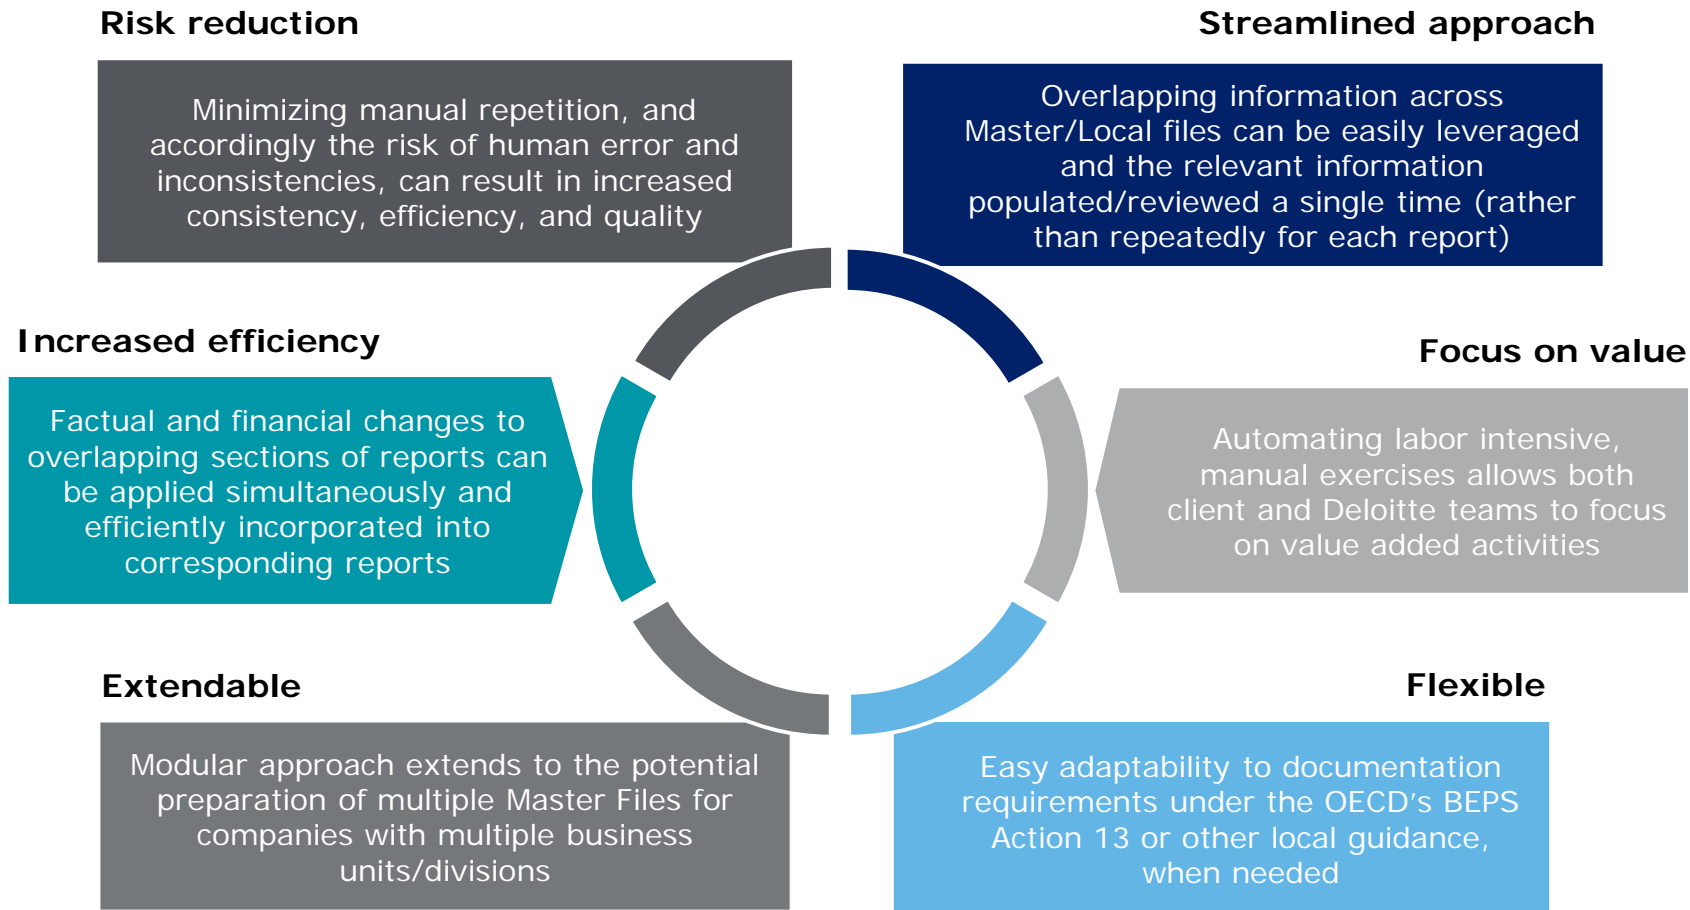 Risk reduction
Minimizing manual repetition, and
accordingly the risk of human error and
inconsistencies, can result in increased
consistency, efficiency, and quality
Streamlined approach
Overlapping information across
Master/Local files can be easily leveraged
and the relevant information
populated/reviewed a single time (rather
than repeatedly for each report)
Increased efficiency
Factual and financial changes to
overlapping sections of reports can
be applied simultaneously and
efficiently incorporated into
corresponding reports
Focus on value
Automating labor intensive,
manual exercises allows both
client and Deloitte teams to focus
on value added activities
Extendable
Modular approach extends to the potential
preparation of multiple Master Files for
companies with multiple business
units/divisions
Flexible
Easy adaptability to documentation
requirements under the OECD's BEPS
Action 13 or other local guidance,
when needed